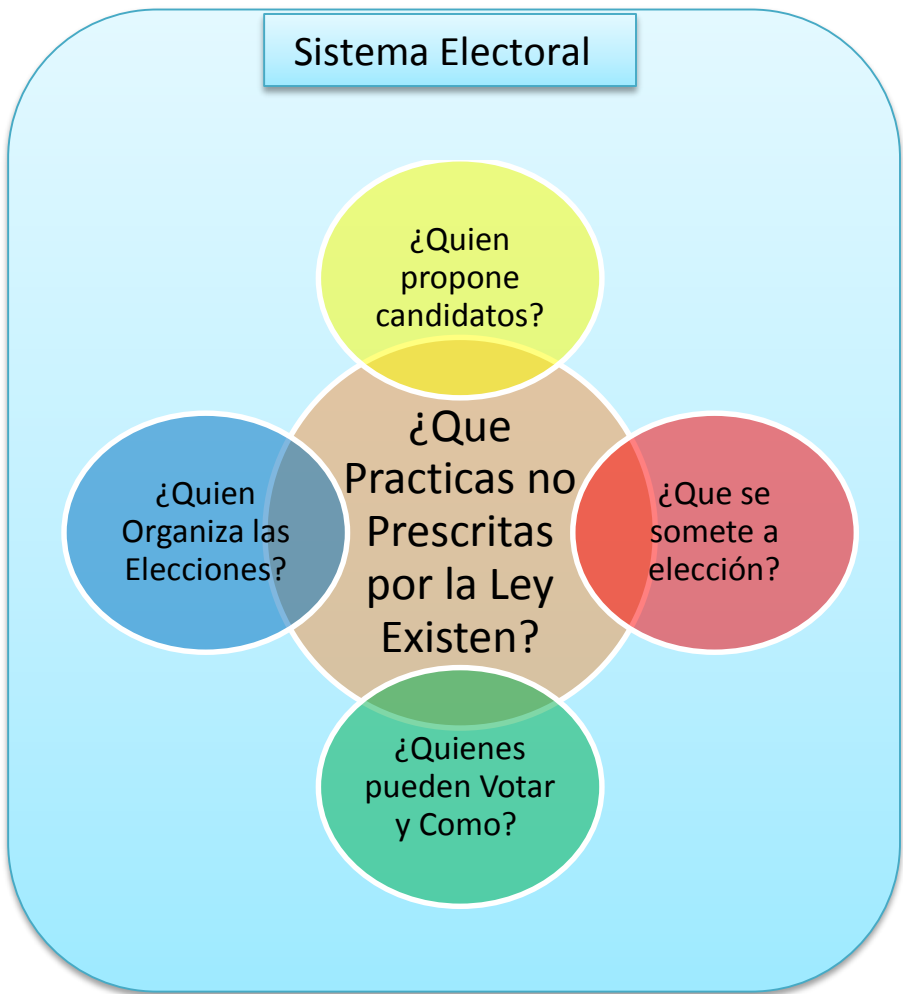 Sistema Electoral
¿Quien
propone
candidatos?
¿Que
Practicas no
Prescritas
por la Ley
Existen?
¿Quien
Organiza las
Elecciones?
¿Que se
somete a
elección?
¿Quienes
pueden Votar
y Como?